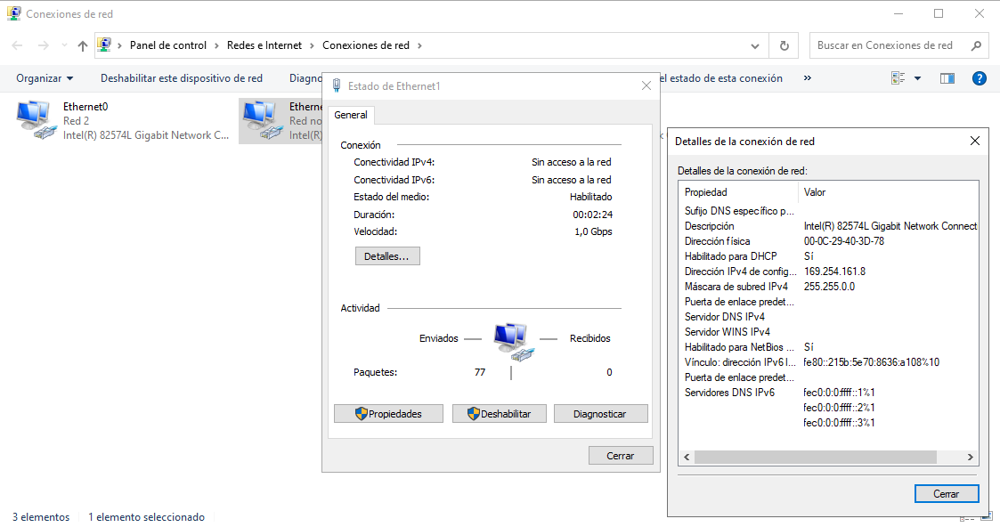 Conexiones de red
Panel de control > Redes e Internet > Conexiones de red >
Buscar en Conexiones de red
Organizar
Deshabilitar este dispositivo de red
Diagno
el estado de esta conexión
»
Ethernet0
Red 2
Intel(R) 82574L Gigabit Network C...
Etherne
Red no
Intel(R)
Estado de Ethernet1
General
Conexión
Conectividad IPv4: Sin acceso a la red
Conectividad IPv6: Sin acceso a la red
Estado del medio: Habilitado
Duración: 00:02:24
Velocidad: 1,0 Gbps
Detalles...
Actividad
Enviados — — Recibidos
Paquetes: 77 | 0
Propiedades
Deshabilitar
Diagnosticar
Cerrar
Detalles de la conexión de red
Detalles de la conexión de red:
Propiedad Valor
Sufijo DNS específico p...
Descripción Intel(R) 82574L Gigabit Network Connect
Dirección física 00-0C-29-40-3D-78
Habilitado para DHCP Sí
Dirección IPv4 de config... 169.254.161.8
Máscara de subred IPv4 255.255.0.0
Puerta de enlace predet...
Servidor DNS IPv4
Servidor WINS IPv4
Habilitado para NetBios ... Sí
Vínculo: dirección IPv6 l... fe80::215b:5e70:8636:a108%10
Puerta de enlace predet...
Servidores DNS IPv6 fec0:0:0:ffff::1%1
fec0:0:0:ffff::2%1
fec0:0:0:ffff::3%1
Cerrar
3 elementos
1 elemento seleccionado